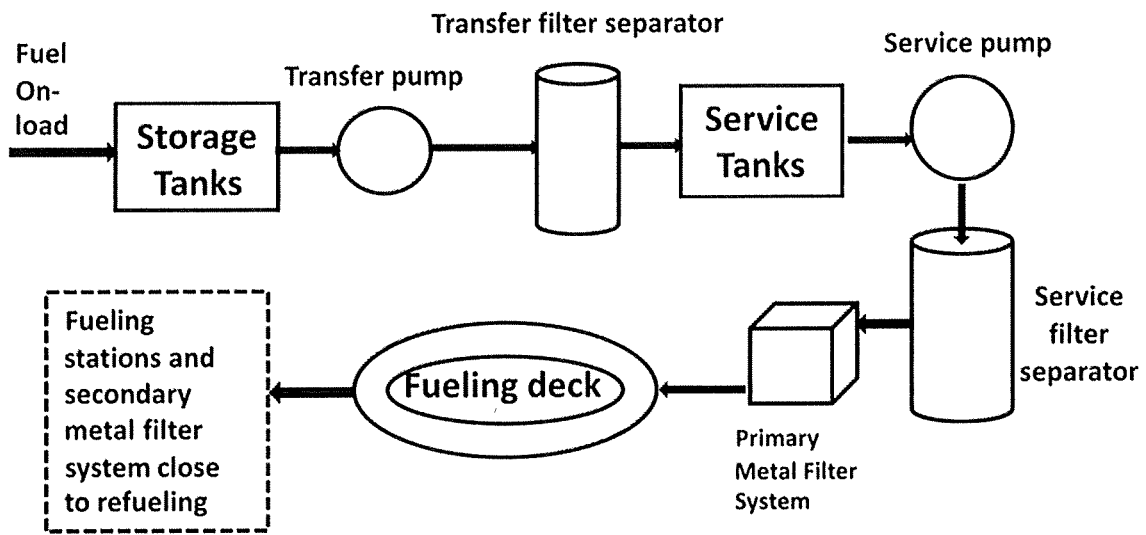 Transfer filter separator
Service pump
Fuel
On-
load
Transfer pump
Storage
Tanks
Service
Tanks
Service
filter
separator
Primary
Metal Filter
System
Fueling deck
Fueling
stations and
secondary
metal filter
system close
to refueling